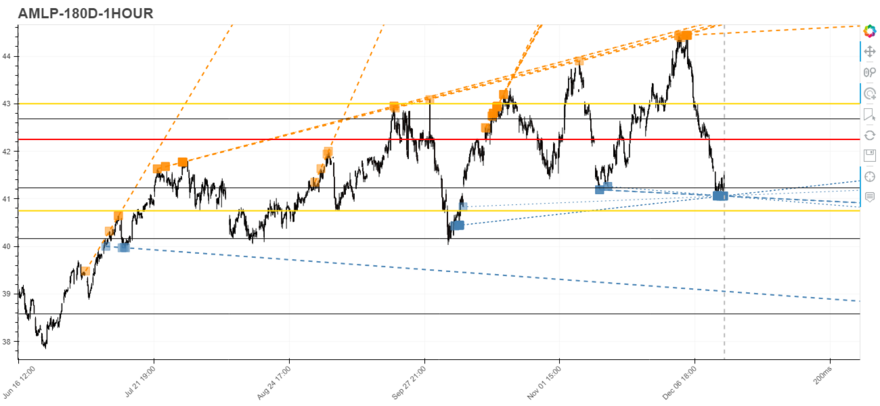 AMLP-180D-1HOUR
44
43
42
41
40
39
38
Jun 16 12:00
Jul 21 19:00
Aug 24 17:00
Sep 27 21:00
Nov 01 15:00
Dec 06 18:00
200ms